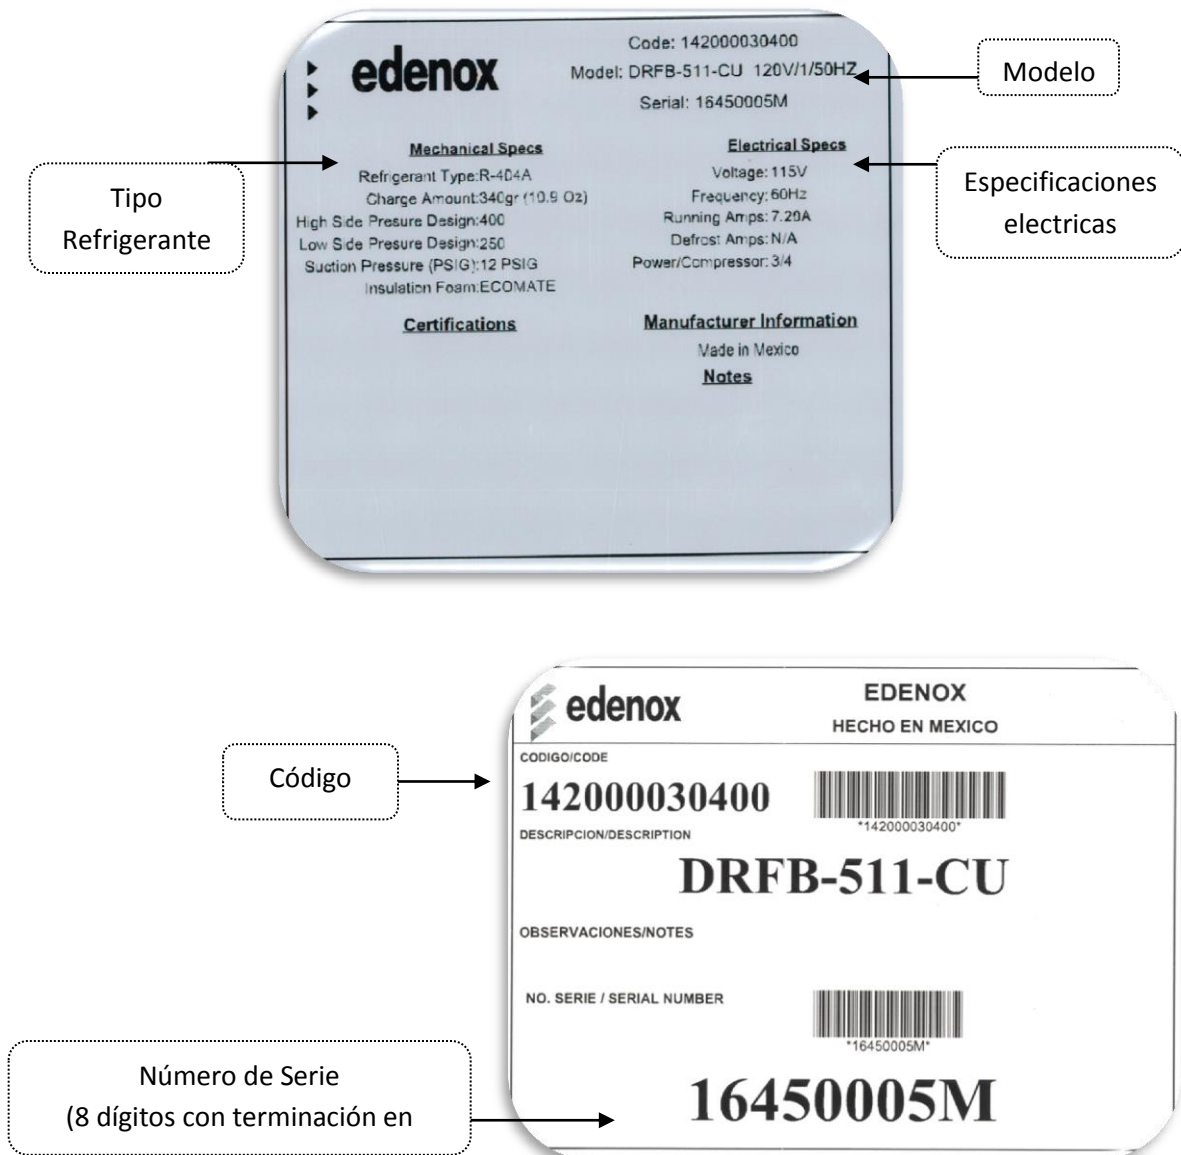 edenox
Code: 142000030400
Model: DRFB-511-CU 120V/1/50HZ
Serial: 16450005M
Modelo
Mechanical Specs
Refrigerant Type:R-404A
Charge Amount:340gr (10.9 Oz)
High Side Presure Design:400
Low Side Presure Design:250
Suction Pressure (PSIG):12 PSIG
Insulation Foam:ECOMATE
Electrical Specs
Voltage: 115V
Frequency: 60Hz
Running Amps: 7.20A
Defrost Amps: N/A
Power/Compressor: 3/4
Tipo
Refrigerante
Especificaciones
electricas
Certifications
Manufacturer Information
Made in Mexico
Notes
edenox
EDENOX
HECHO EN MEXICO
Código
CODIGO/CODE
142000030400
*142000030400*
DESCRIPCION/DESCRIPTION
DRFB-511-CU
OBSERVACIONES/NOTES
NO. SERIE / SERIAL NUMBER
*16450005M*
16450005M
Número de Serie
(8 dígitos con terminación en